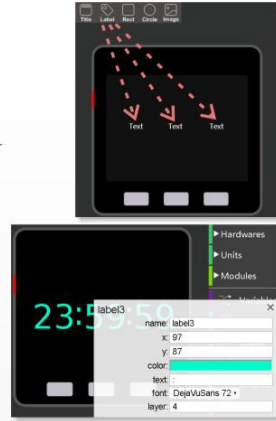 Title Label Rect Circle Image
Text Text Text
Hardwares
Units
Modules
23:59:59
label3
name: label3
x: 97
y: 87
color:
text: :
font: DejaVuSans 72
layer: 4